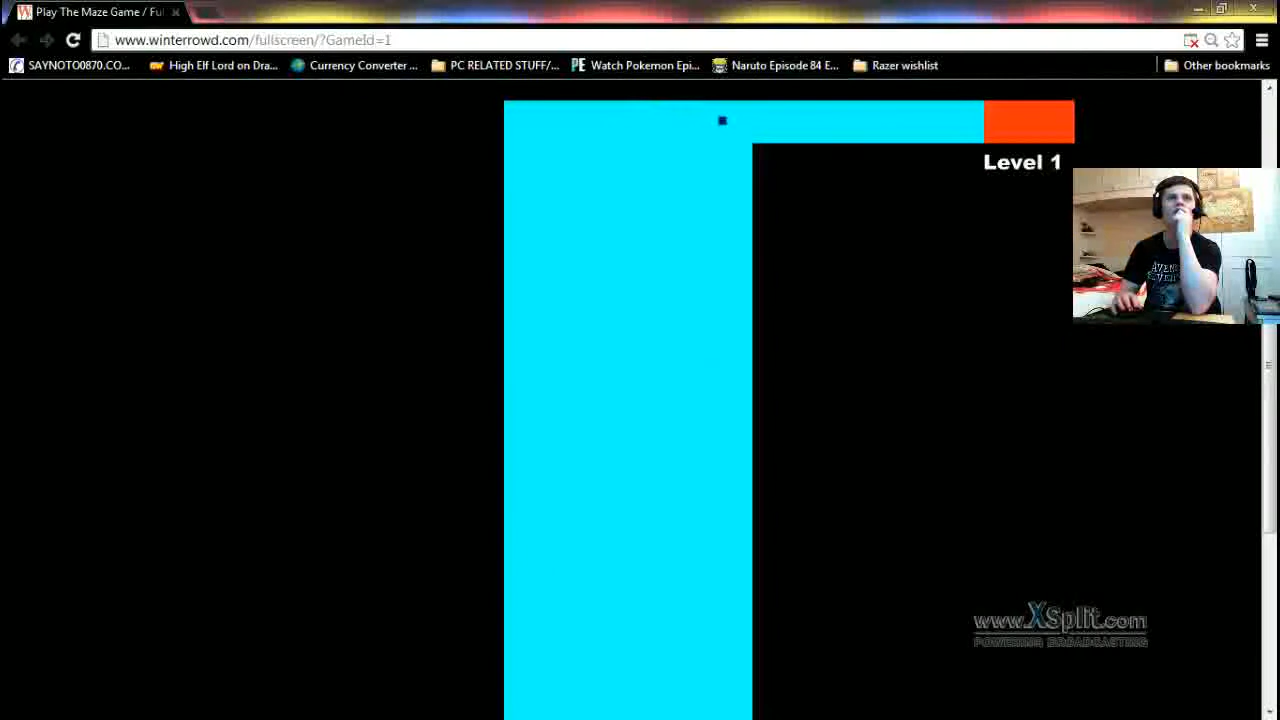 Play The Maze Game / Ful
www.winterrowd.com/fullscreen/?GameId=1
SAYNOTO0870.CO... High Elf Lord on Dra... Currency Converter ... PC RELATED STUFF/... PE Watch Pokemon Epi... Naruto Episode 84 E... Razer wishlist Other bookmarks
Level 1
www.XSplit.com
POWERING BROADCASTING